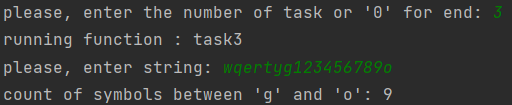 please, enter the number of task or '0' for end: 3
running function : task3
please, enter string: wqertyg123456789o
count of symbols between 'g' and 'o': 9